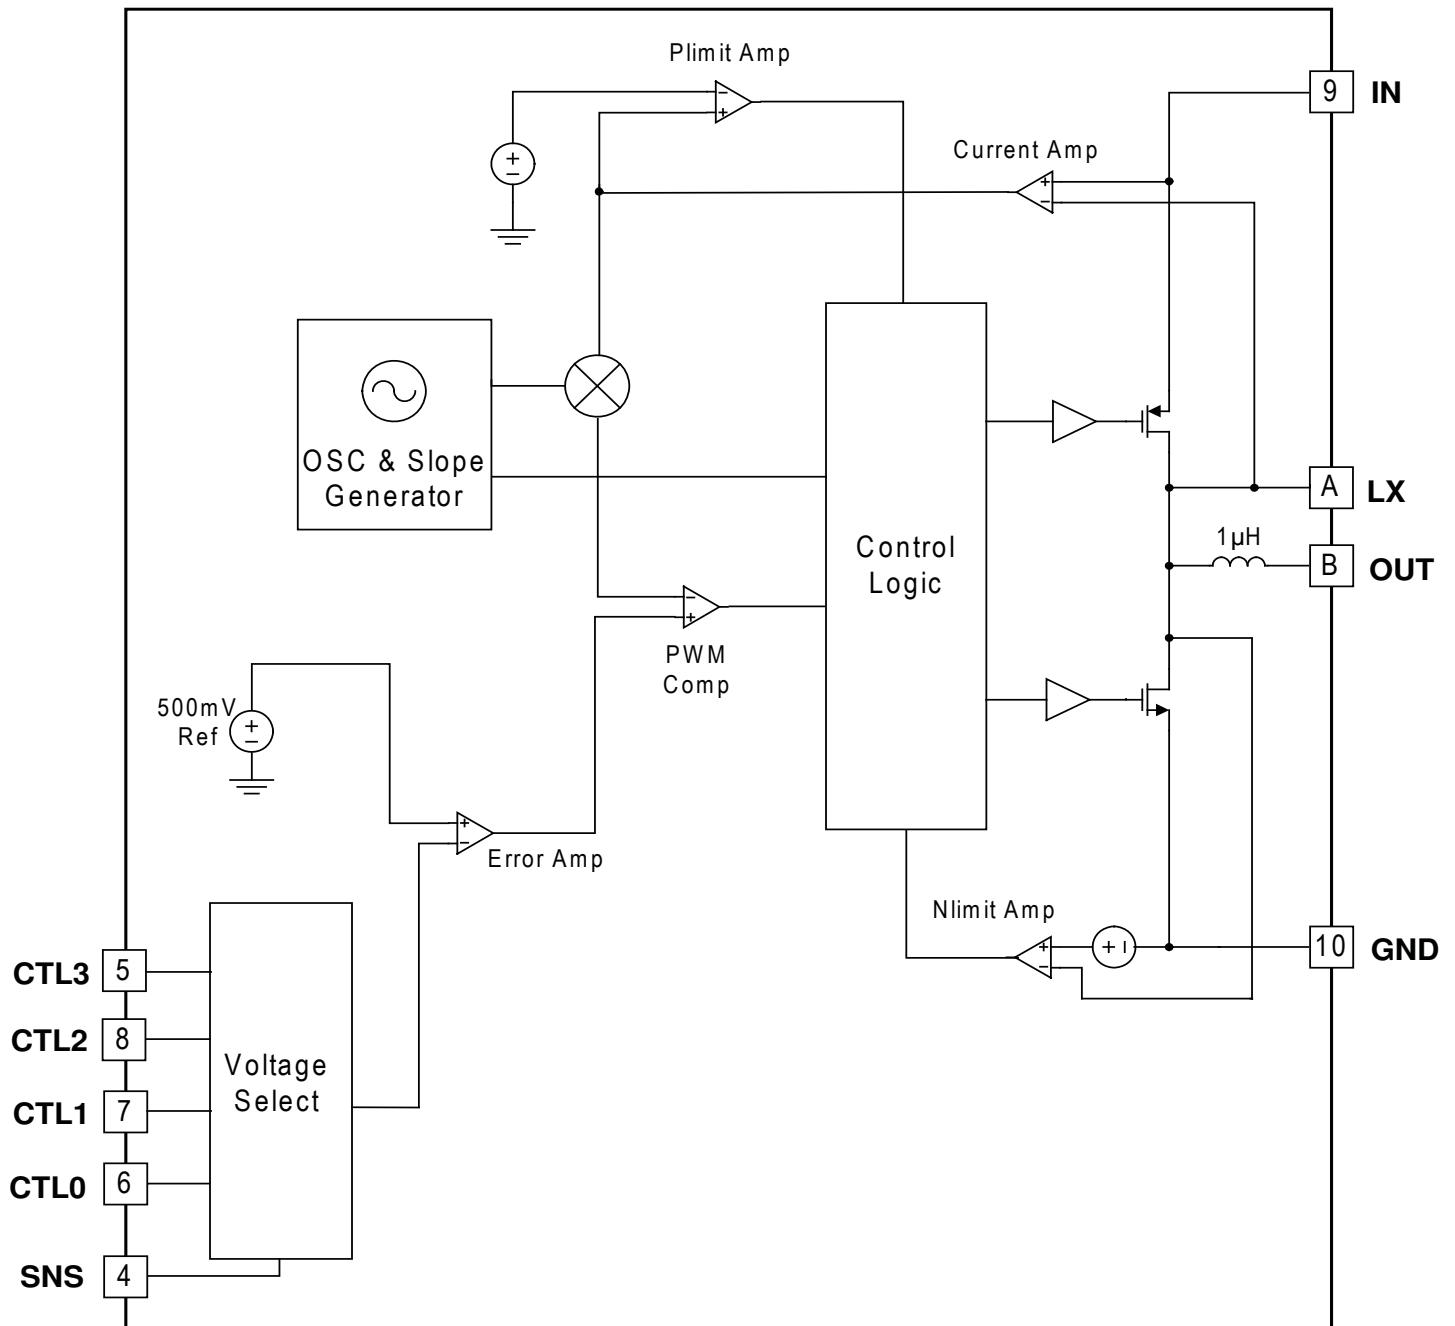 Plimit Amp
9
IN
Current Amp
OSC & Slope
Generator
A
LX
1µH
B
OUT
Control
Logic
PWM
Comp
500mV
Ref
Error Amp
Nlimit Amp
10
GND
CTL3
5
CTL2
8
CTL1
7
CTL0
6
SNS
4
Voltage
Select